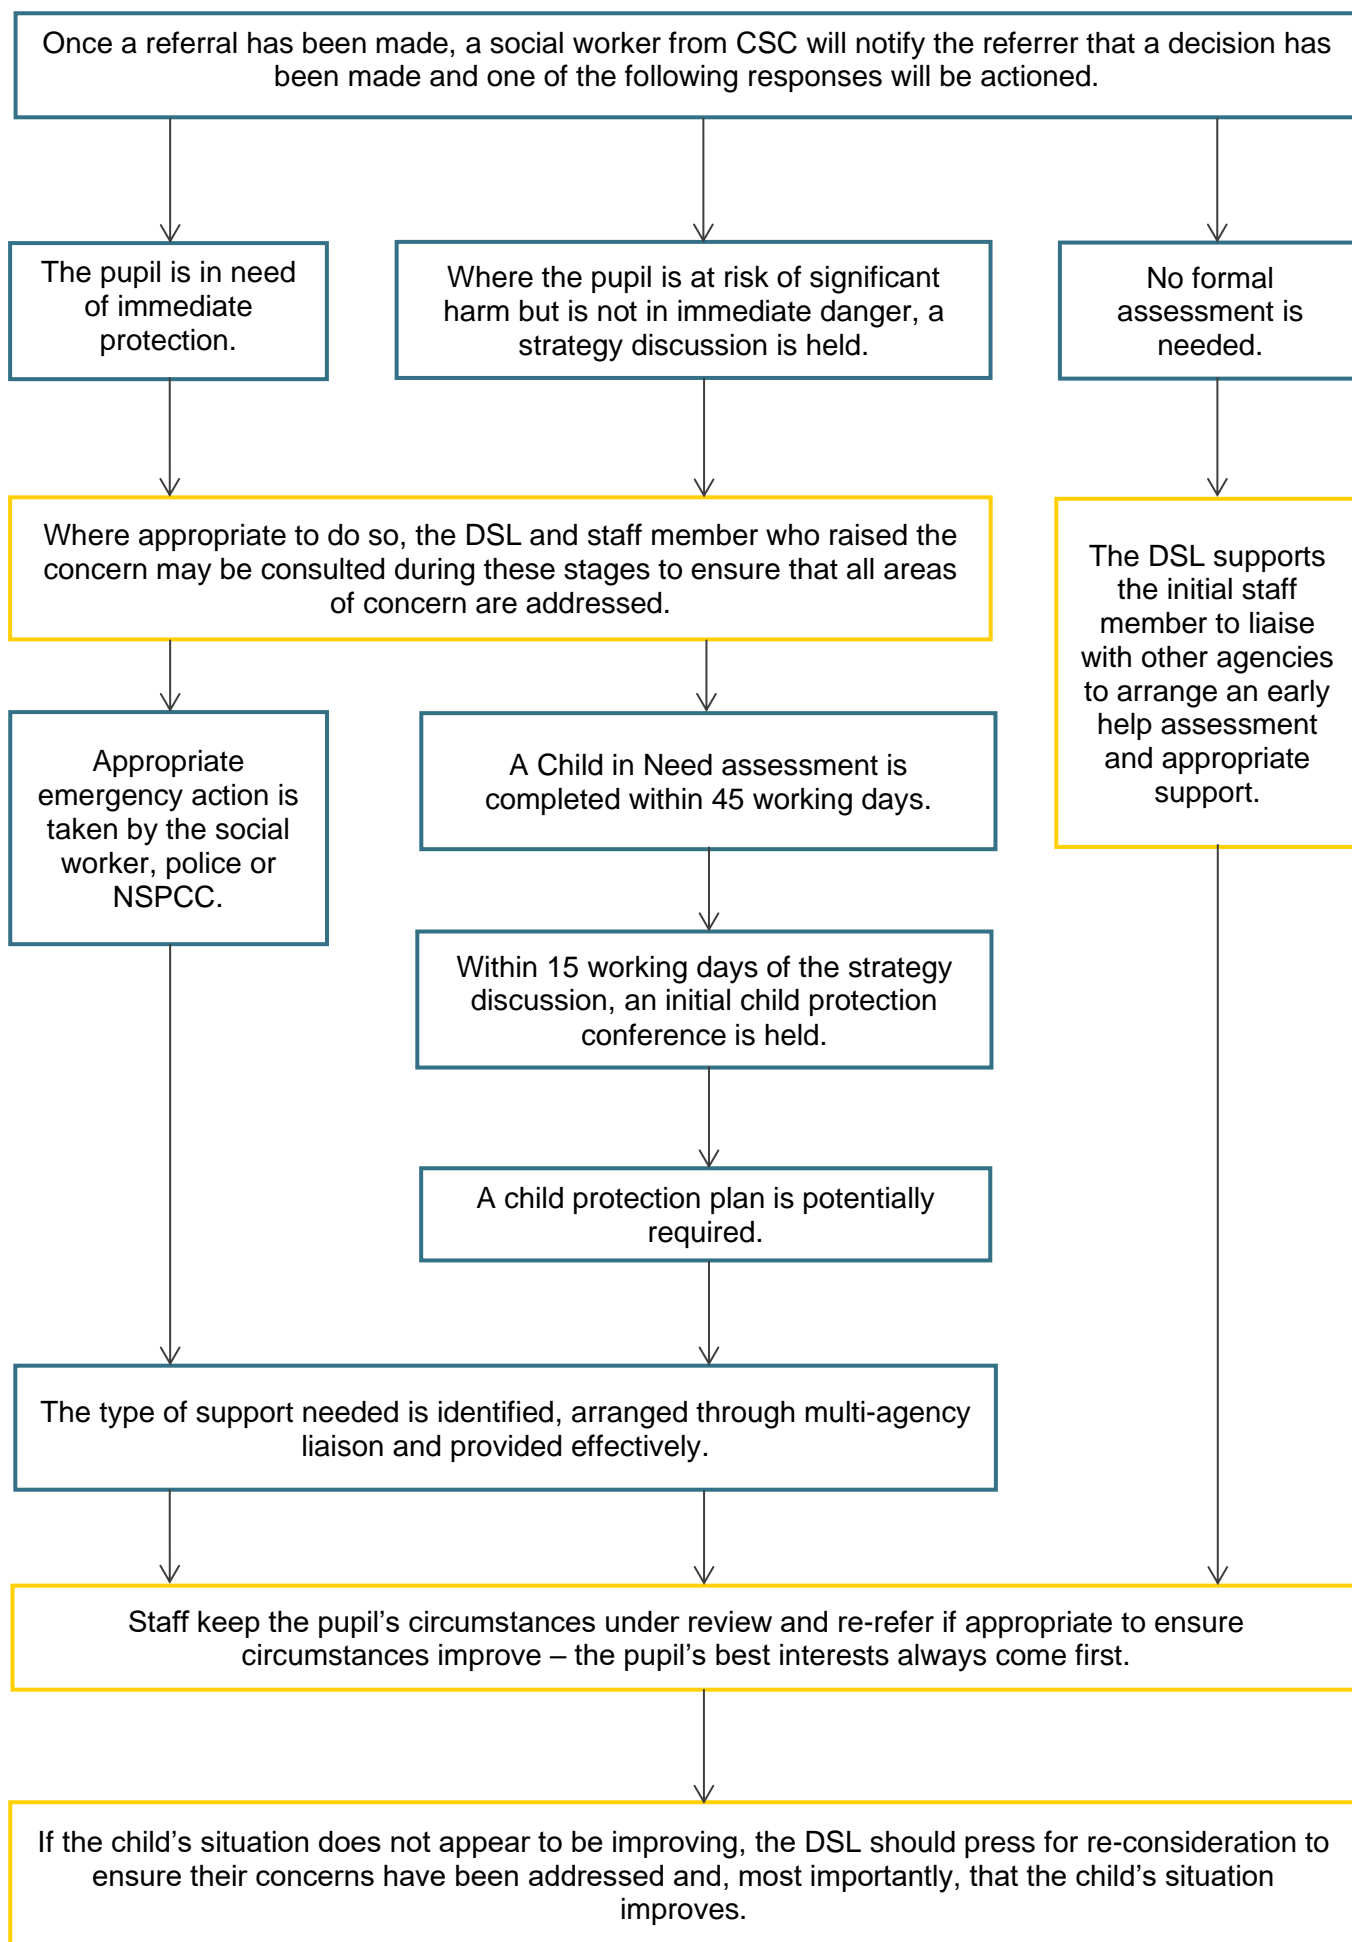 Once a referral has been made, a social worker from CSC will notify the referrer that a decision has
been made and one of the following responses will be actioned.
The pupil is in need
of immediate
protection.
Where the pupil is at risk of significant
harm but is not in immediate danger, a
strategy discussion is held.
No formal
assessment is
needed.
Where appropriate to do so, the DSL and staff member who raised the
concern may be consulted during these stages to ensure that all areas
of concern are addressed.
The DSL supports
the initial staff
member to liaise
with other agencies
to arrange an early
help assessment
and appropriate
support.
Appropriate
emergency action is
taken by the social
worker, police or
NSPCC.
A Child in Need assessment is
completed within 45 working days.
Within 15 working days of the strategy
discussion, an initial child protection
conference is held.
A child protection plan is potentially
required.
The type of support needed is identified, arranged through multi-agency
liaison and provided effectively.
Staff keep the pupil’s circumstances under review and re-refer if appropriate to ensure
circumstances improve – the pupil’s best interests always come first.
If the child’s situation does not appear to be improving, the DSL should press for re-consideration to
ensure their concerns have been addressed and, most importantly, that the child’s situation
improves.